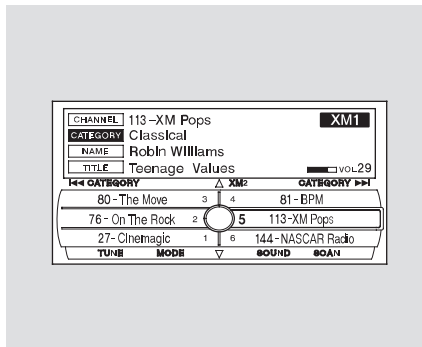 CHANNEL 113-XM Pops XM1
CATEGORY Classical
NAME Robin Williams
TITLE Teenage Values VOL29
CATEGORY △ XM2 CATEGORY
80-The Move 3 4 81-BPM
76-On The Rock 2 5 113-XM Pops
27-Cinemagic 1 6 144-NASCAR Radio
TUNE MODE ▽ SOUND SCAN